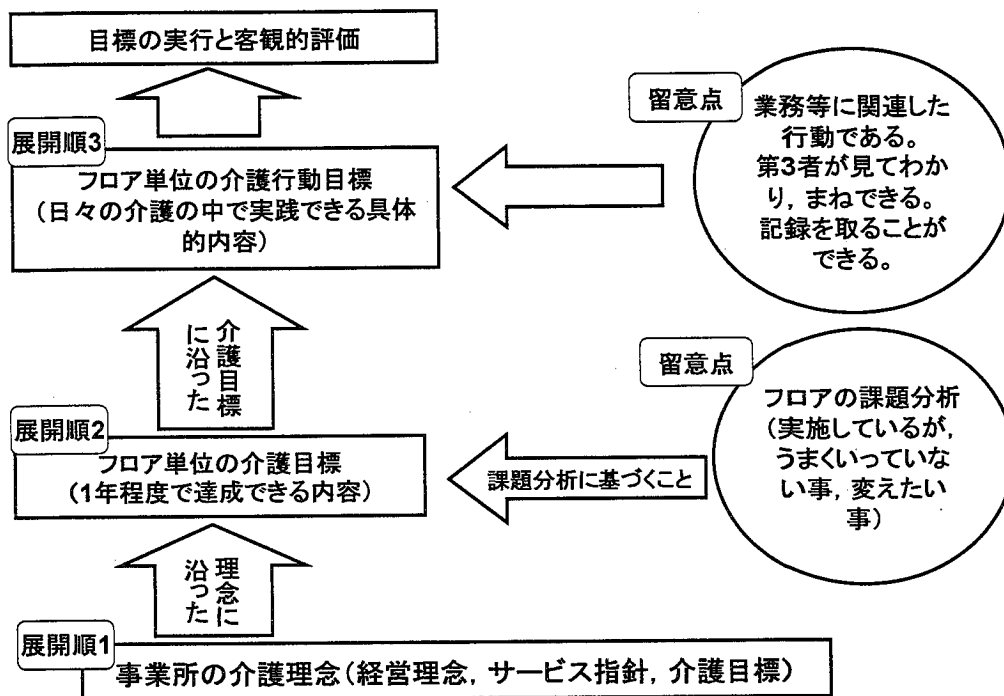 目標の実行と客観的評価
留意点
業務等に関連した
行動である。
第3者が見てわか
り，まねできる。
記録を取ることが
できる。
展開順3
フロア単位の介護行動目標
（日々の介護の中で実践できる具体
的内容）
介護目標
に沿った
留意点
フロアの課題分析
（実施しているが，
うまくいっていな
い事，変えたい
事）
展開順2
フロア単位の介護目標
（1年程度で達成できる内容）
課題分析に基づくこと
理念に
沿った
展開順1
事業所の介護理念（経営理念，サービス指針，介護目標）